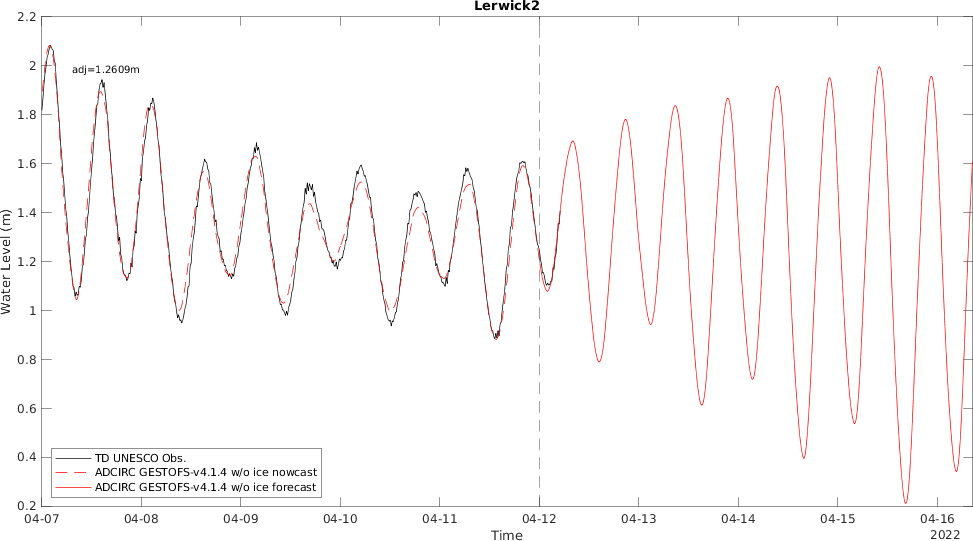 Lerwick2
2.2
2
1.8
1.6
1.4
1.2
1
0.8
0.6
0.4
0.2
Water Level (m)
adj=1.2609m
TD UNESCO Obs.
ADCIRC GESTOFS-v4.1.4 w/o ice nowcast
ADCIRC GESTOFS-v4.1.4 w/o ice forecast
04-07 04-08 04-09 04-10 04-11 04-12 04-13 04-14 04-15 04-16
Time
2022